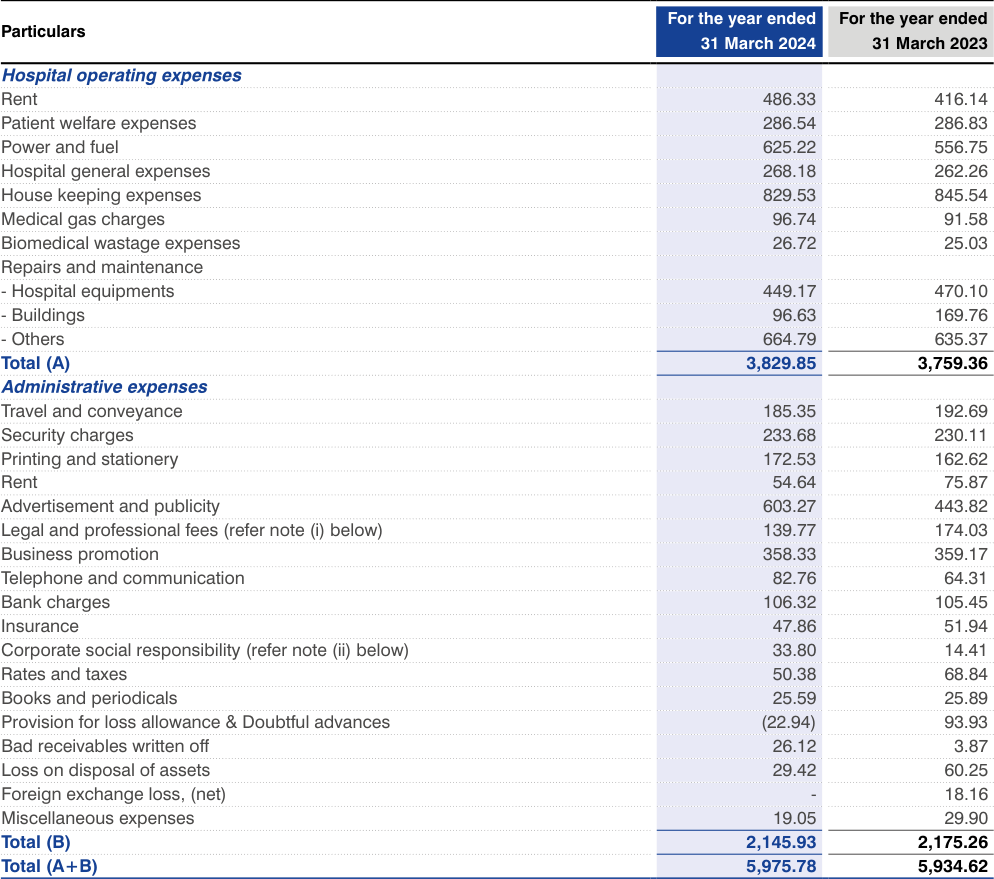 Particulars For the year ended 31 March 2024 For the year ended 31 March 2023
Hospital operating expenses
Rent 486.33 416.14
Patient welfare expenses 286.54 286.83
Power and fuel 625.22 556.75
Hospital general expenses 268.18 262.26
House keeping expenses 829.53 845.54
Medical gas charges 96.74 91.58
Biomedical wastage expenses 26.72 25.03
Repairs and maintenance
- Hospital equipments 449.17 470.10
- Buildings 96.63 169.76
- Others 664.79 635.37
Total (A) 3,829.85 3,759.36
Administrative expenses
Travel and conveyance 185.35 192.69
Security charges 233.68 230.11
Printing and stationery 172.53 162.62
Rent 54.64 75.87
Advertisement and publicity 603.27 443.82
Legal and professional fees (refer note (i) below) 139.77 174.03
Business promotion 358.33 359.17
Telephone and communication 82.76 64.31
Bank charges 106.32 105.45
Insurance 47.86 51.94
Corporate social responsibility (refer note (ii) below) 33.80 14.41
Rates and taxes 50.38 68.84
Books and periodicals 25.59 25.89
Provision for loss allowance & Doubtful advances (22.94) 93.93
Bad receivables written off 26.12 3.87
Loss on disposal of assets 29.42 60.25
Foreign exchange loss, (net) - 18.16
Miscellaneous expenses 19.05 29.90
Total (B) 2,145.93 2,175.26
Total (A+B) 5,975.78 5,934.62